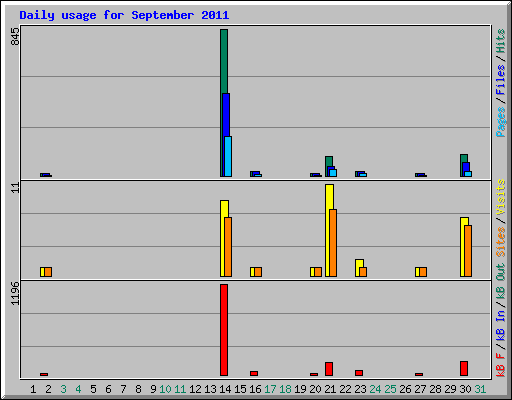 Daily usage for September 2011
845
Pages/Files/Hits
11
Sites/Visits
1196
kB F/kB In/kB Out
1 2 3 4 5 6 7 8 9 10 11 12 13 14 15 16 17 18 19 20 21 22 23 24 25 26 27 28 29 30 31